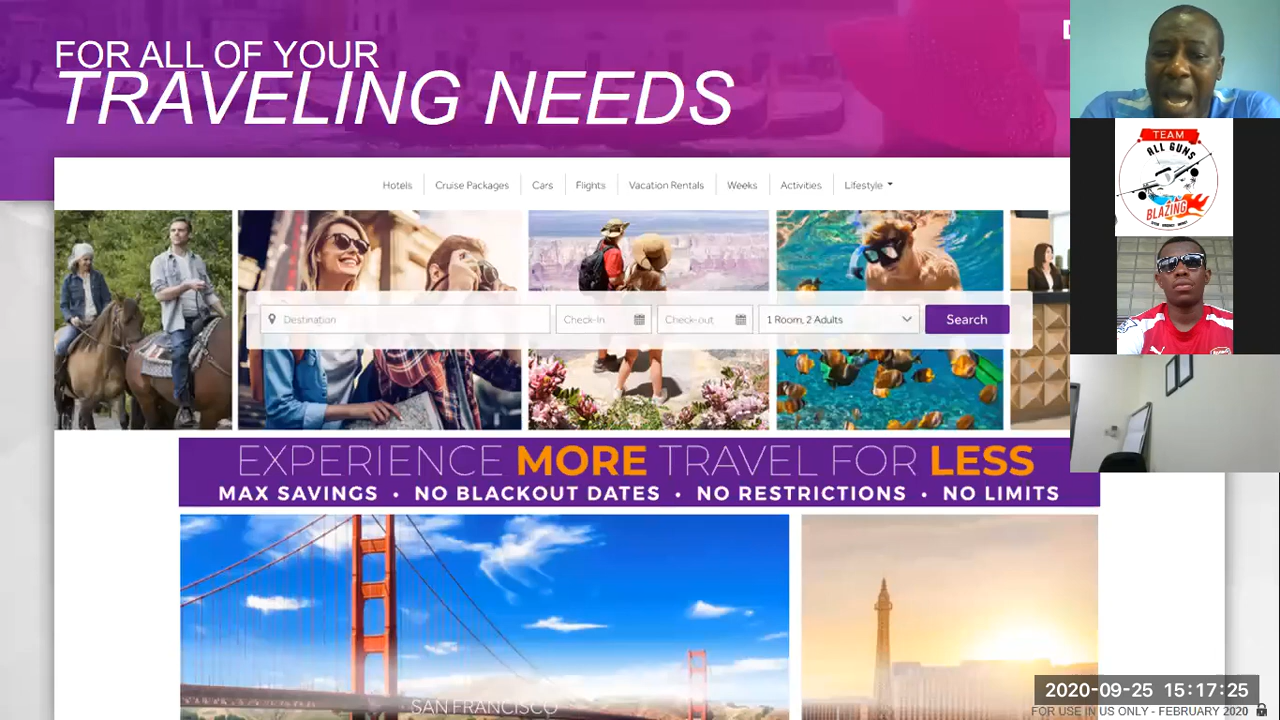 FOR ALL OF YOUR
TRAVELING NEEDS
Hotels
Cruise Packages
Cars
Flights
Vacation Rentals
Weeks
Activities
Lifestyle
Destination
Check-In
Check-out
1 Room, 2 Adults
Search
EXPERIENCE MORE TRAVEL FOR LESS
MAX SAVINGS • NO BLACKOUT DATES • NO RESTRICTIONS • NO LIMITS
SAN FRANCISCO
TEAM
ALL GUNS
BLAZING
2020-09-25 15:17:25
FOR USE IN US ONLY - FEBRUARY 2020